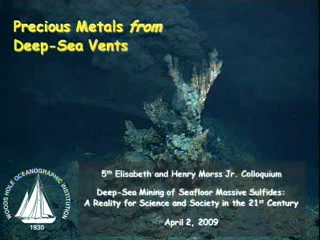 Precious Metals from
Deep-Sea Vents
5th Elisabeth and Henry Morss Jr. Colloquium
Deep-Sea Mining of Seafloor Massive Sulfides:
A Reality for Science and Society in the 21st Century
April 2, 2009
WOODS HOLE OCEANOGRAPHIC INSTITUTION
1930